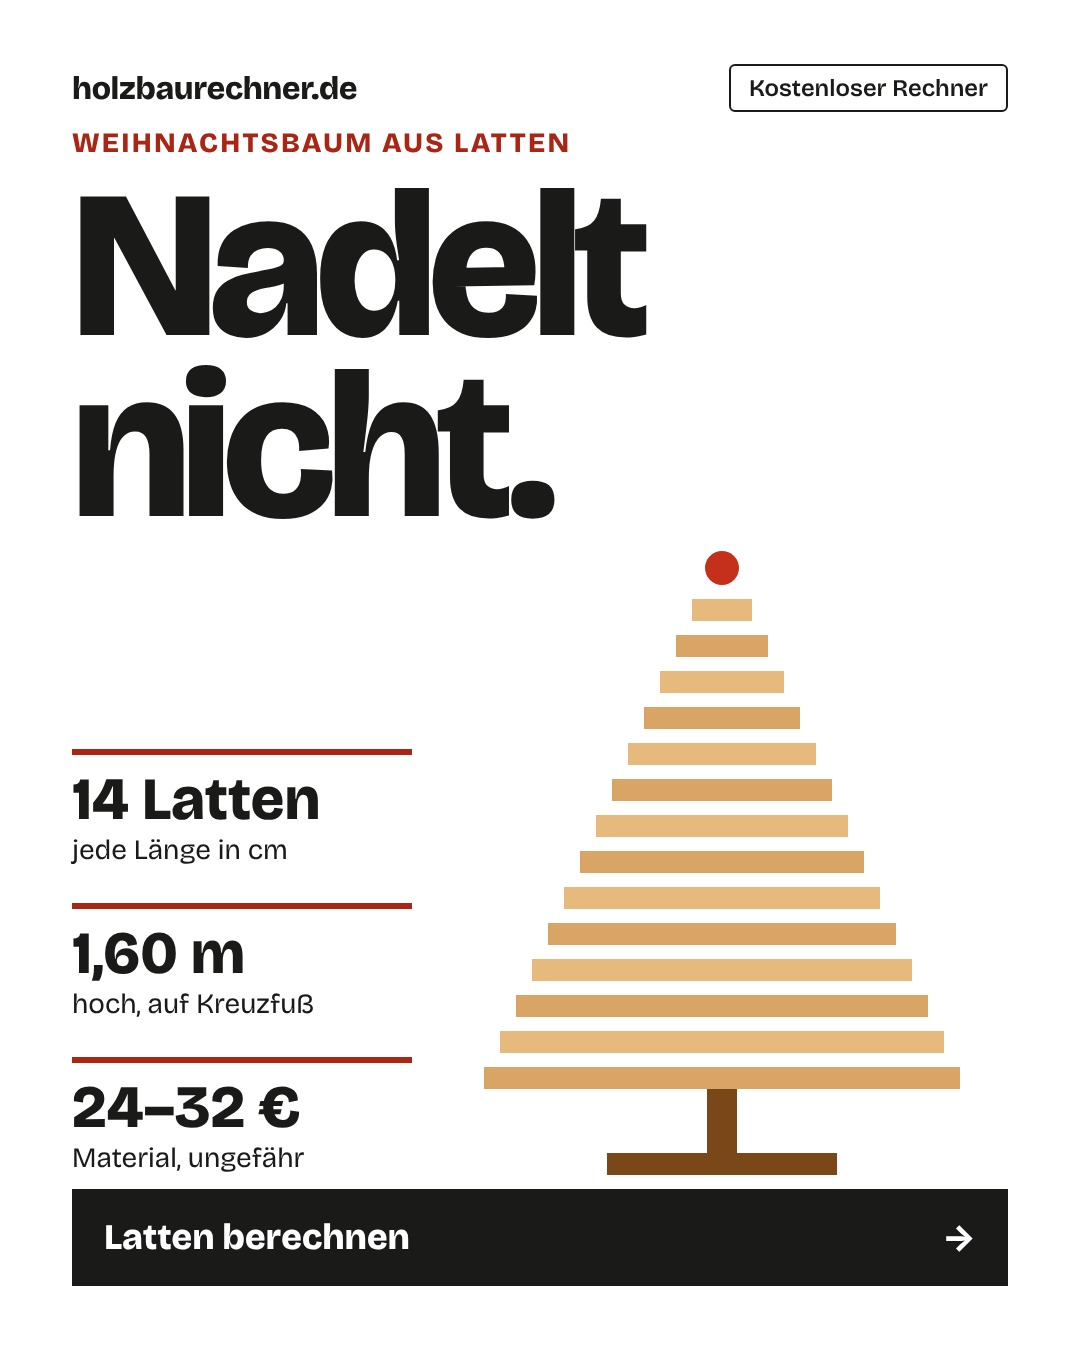 holzbaurechner.de
Kostenloser Rechner
WEIHNACHTSBAUM AUS LATTEN
Nadelt
nicht.
14 Latten
jede Länge in cm
1,60 m
hoch, auf Kreuzfuß
24–32 €
Material, ungefähr
Latten berechnen →